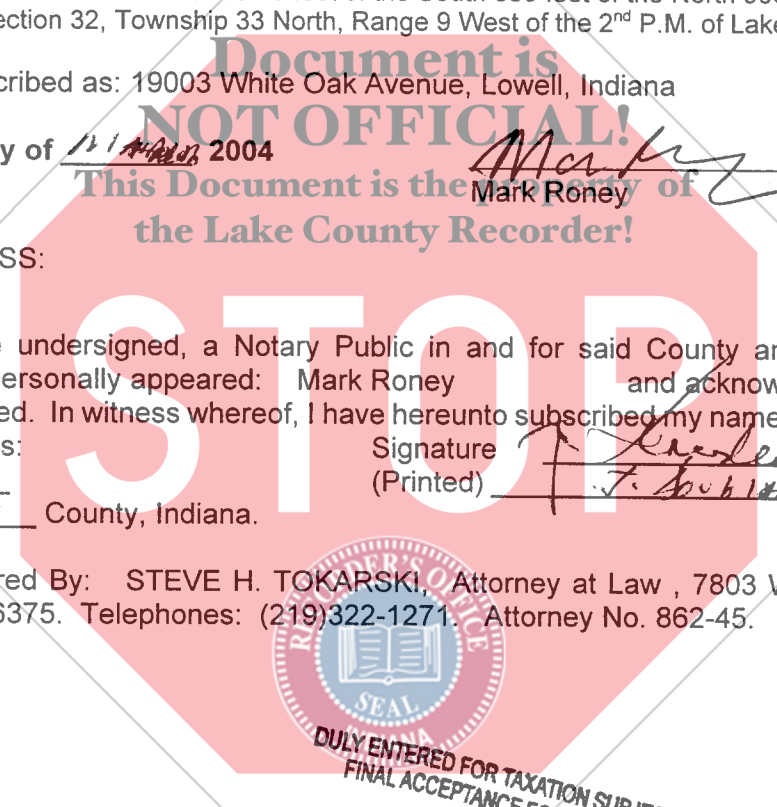 ection 32, Township 33 North, Range 9 West of the 2nd P.M. of Lake
Document is
cribed as: 19003 White Oak Avenue, Lowell, Indiana
NOT OFFICIAL!
y of 2004
This Document is the property of
Mark Roney
the Lake County Recorder!
SS:
STOP
e undersigned, a Notary Public in and for said County an
ersonally appeared: Mark Roney and acknow
ed. In witness whereof, I have hereunto subscribed my name
s: Signature
(Printed)
County, Indiana.
red By: STEVE H. TOKARSKI, Attorney at Law , 7803 W
6375. Telephones: (219)322-1271. Attorney No. 862-45.
RECORDER'S OFFICE
SEAL
INDIANA
DULY ENTERED FOR TAXATION SUBJE
FINAL ACCEPTANCE FO